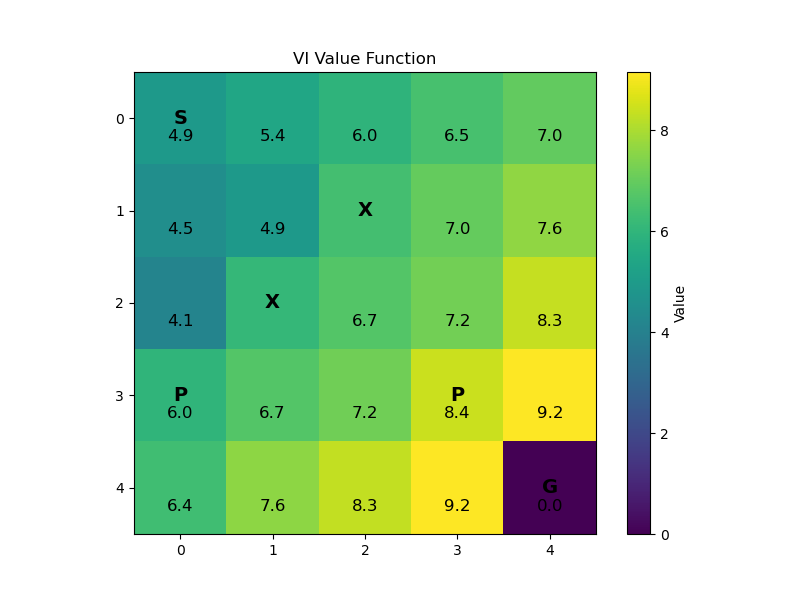 VI Value Function
S
4.9 5.4 6.0 6.5 7.0
0
X
4.5 4.9 7.0 7.6
1
X
4.1 6.7 7.2 8.3
2
P P
6.0 6.7 7.2 8.4 9.2
3
G
6.4 7.6 8.3 9.2 0.0
4
0 1 2 3 4
8
6
4
2
0
Value